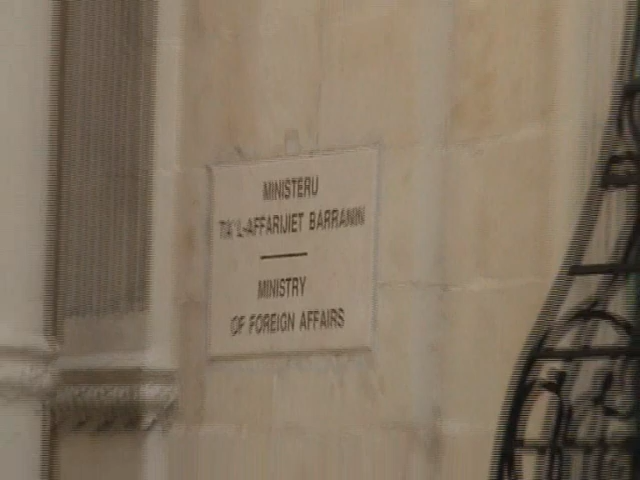 MINISTERU
TA' L-AFFARIJIET BARRANIN
MINISTRY
OF FOREIGN AFFAIRS